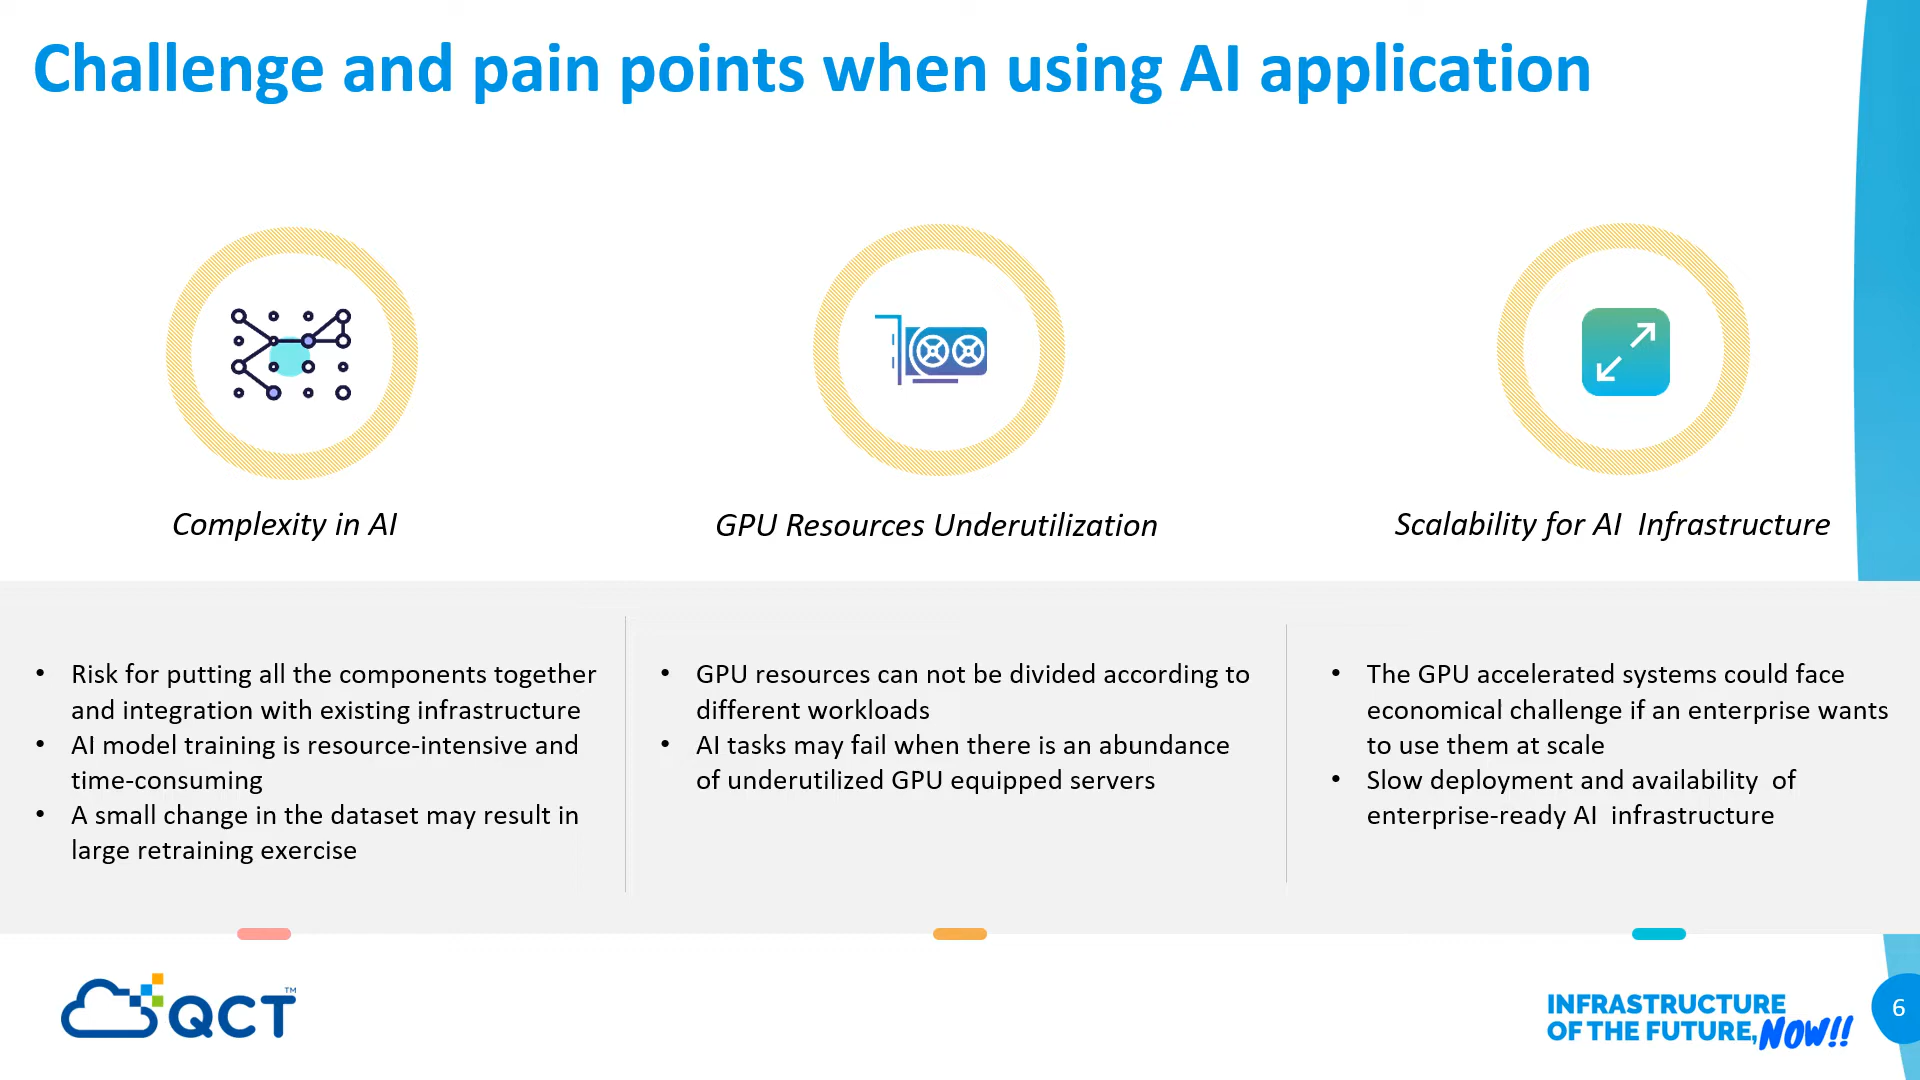 Challenge and pain points when using AI application
Complexity in AI
GPU Resources Underutilization
Scalability for AI  Infrastructure
• Risk for putting all the components together
and integration with existing infrastructure
• AI model training is resource-intensive and
time-consuming
• A small change in the dataset may result in
large retraining exercise
• GPU resources can not be divided according to
different workloads
• AI tasks may fail when there is an abundance
of underutilized GPU equipped servers
• The GPU accelerated systems could face
economical challenge if an enterprise wants
to use them at scale
• Slow deployment and availability  of
enterprise-ready AI  infrastructure
QCT™
INFRASTRUCTURE
OF THE FUTURE, NOW!!
6